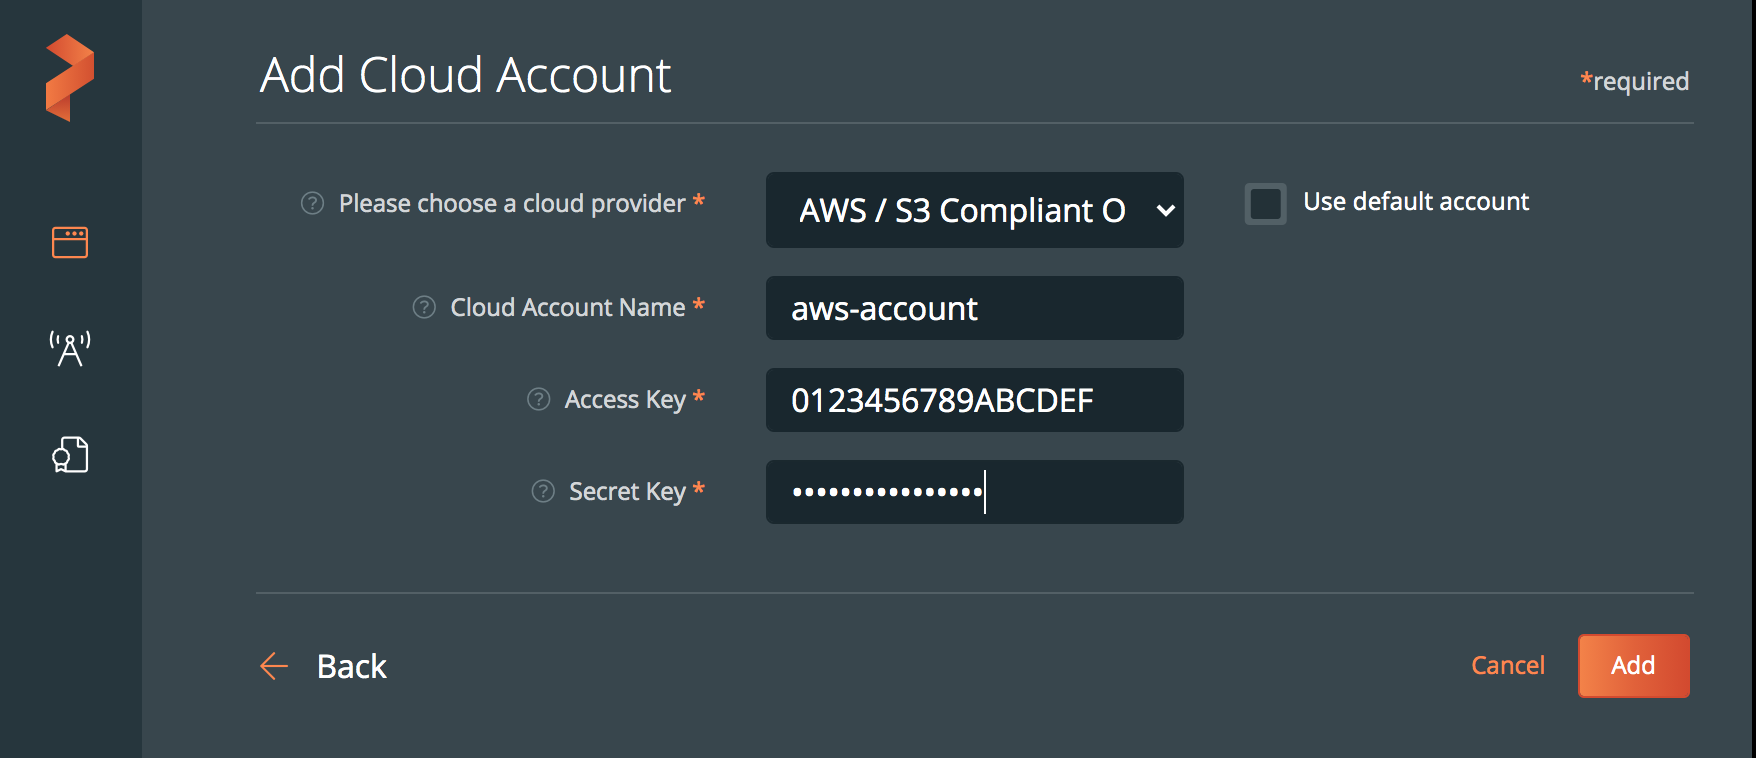 Add Cloud Account
*required
? Please choose a cloud provider * AWS / S3 Compliant O Use default account
? Cloud Account Name * aws-account
? Access Key * 0123456789ABCDEF
? Secret Key * ••••••••••••••••
Back
Cancel Add